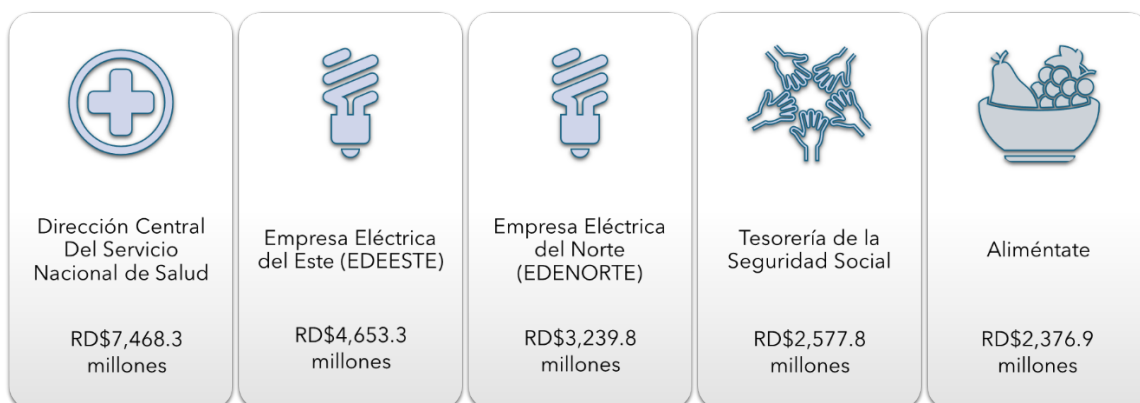 Dirección Central
Del Servicio
Nacional de Salud
RD$7,468.3
millones
Empresa Eléctrica
del Este (EDEESTE)
RD$4,653.3
millones
Empresa Eléctrica
del Norte
(EDENORTE)
RD$3,239.8
millones
Tesorería de la
Seguridad Social
RD$2,577.8
millones
Aliméntate
RD$2,376.9
millones